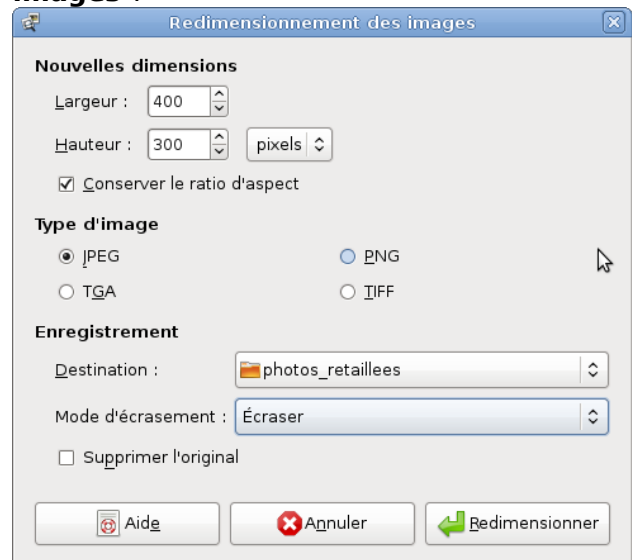 Redimensionnement des images
Nouvelles dimensions
Largeur : 400
Hauteur : 300 pixels
Conserver le ratio d'aspect
Type d'image
JPEG PNG
TGA TIFF
Enregistrement
Destination : photos_retaillees
Mode d'écrasement : Écraser
Supprimer l'original
Aide Annuler Redimensionner